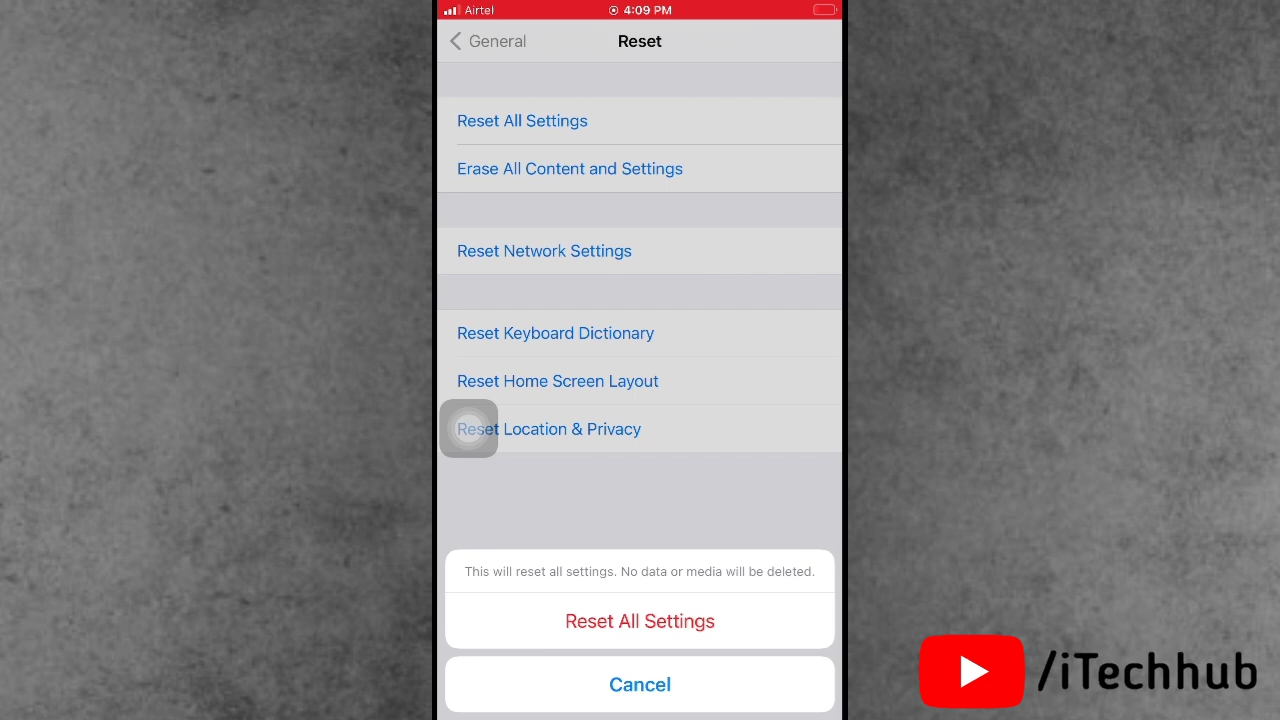 Airtel 4:09 PM
General Reset
Reset All Settings
Erase All Content and Settings
Reset Network Settings
Reset Keyboard Dictionary
Reset Home Screen Layout
Reset Location & Privacy
This will reset all settings. No data or media will be deleted.
Reset All Settings
Cancel
/iTechhub